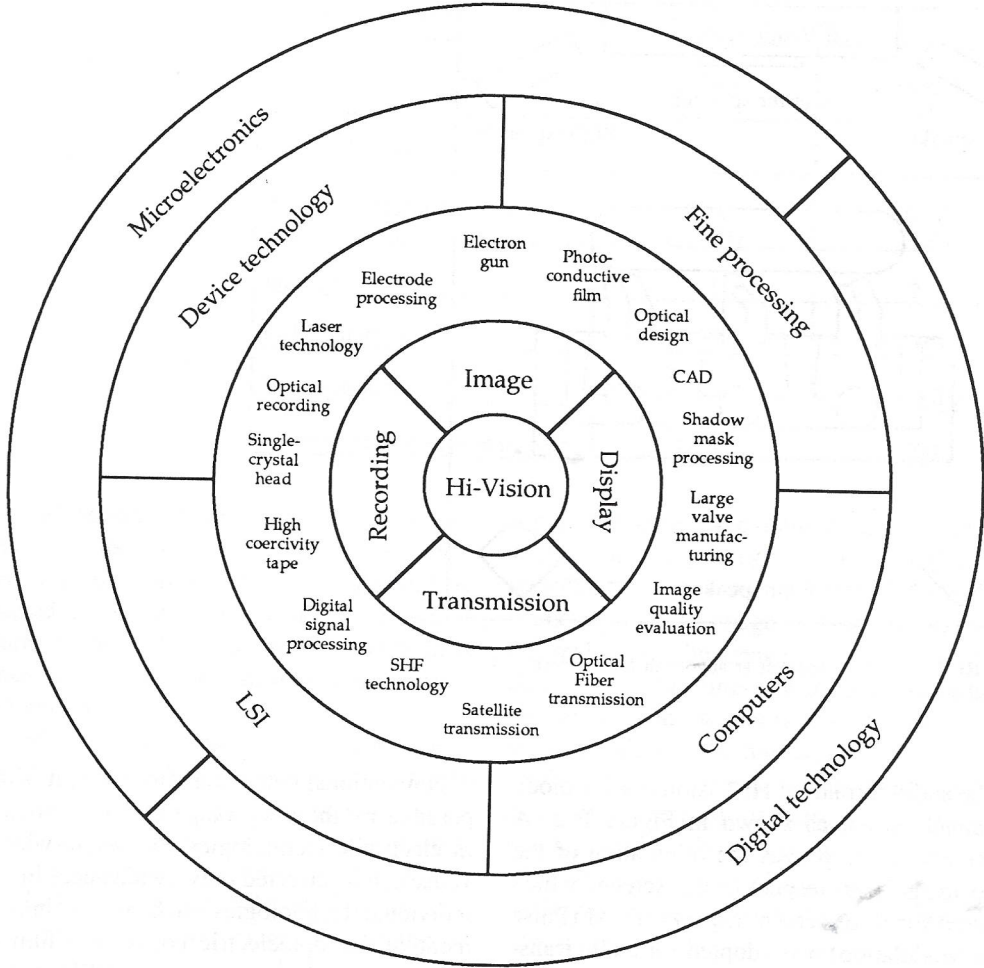 Microelectronics
Device technology
Fine processing
Electron
gun
Photo-
conductive
film
Electrode
processing
Optical
design
Laser
technology
CAD
Image
Optical
recording
Shadow
mask
processing
Single-
crystal
head
Recording
Hi-Vision
Display
Large
valve
manufac-
turing
High
coercivity
tape
Transmission
Image
quality
evaluation
Digital
signal
processing
SHF
technology
Optical
Fiber
transmission
Satellite
transmission
LSI
Computers
Digital technology